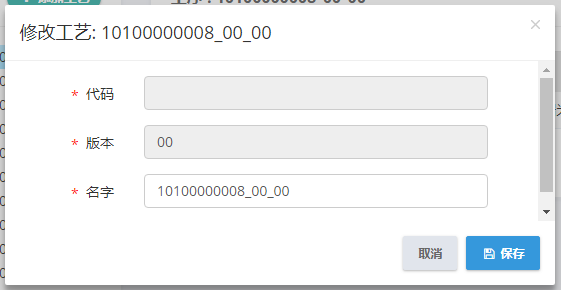 修改工艺: 10100000008_00_00
×
* 代码
* 版本 00
* 名字 10100000008_00_00
取消 保存